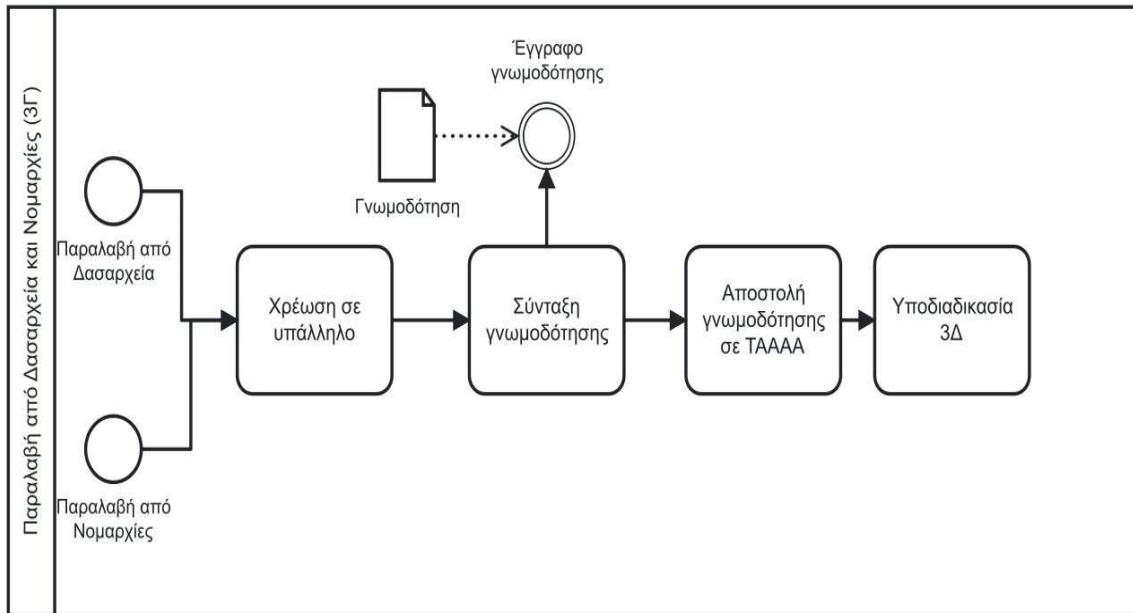 Παραλαβή από Δασαρχεία και Νομαρχίες (3Γ)
Έγγραφο
γνωμοδότησης
Γνωμοδότηση
Παραλαβή από
Δασαρχεία
Χρέωση σε
υπάλληλο
Σύνταξη
γνωμοδότησης
Αποστολή
γνωμοδότησης
σε ΤΑΑΑΑ
Υποδιαδικασία
3Δ
Παραλαβή από
Νομαρχίες